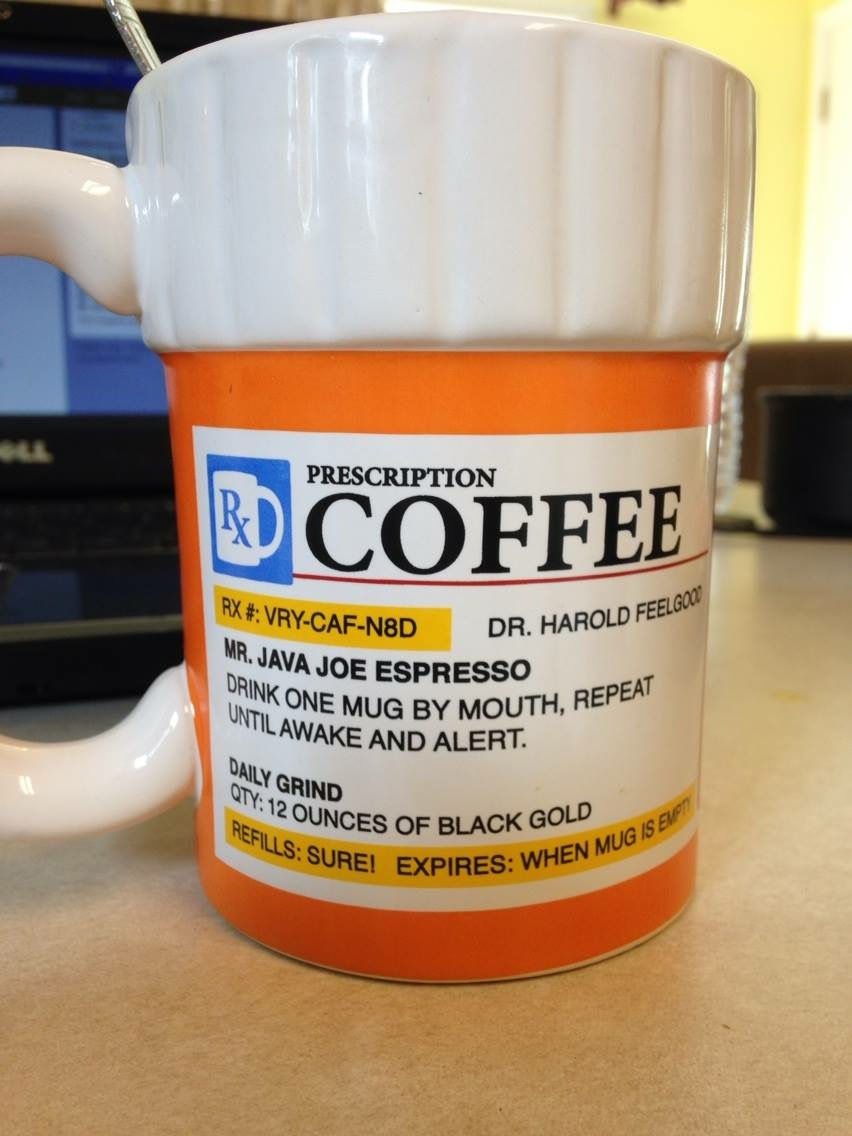 Rx
PRESCRIPTION
COFFEE
RX #: VRY-CAF-N8D
DR. HAROLD FEELGOOD
MR. JAVA JOE ESPRESSO
DRINK ONE MUG BY MOUTH, REPEAT
UNTIL AWAKE AND ALERT.
DAILY GRIND
QTY: 12 OUNCES OF BLACK GOLD
REFILLS: SURE! EXPIRES: WHEN MUG IS EMPTY